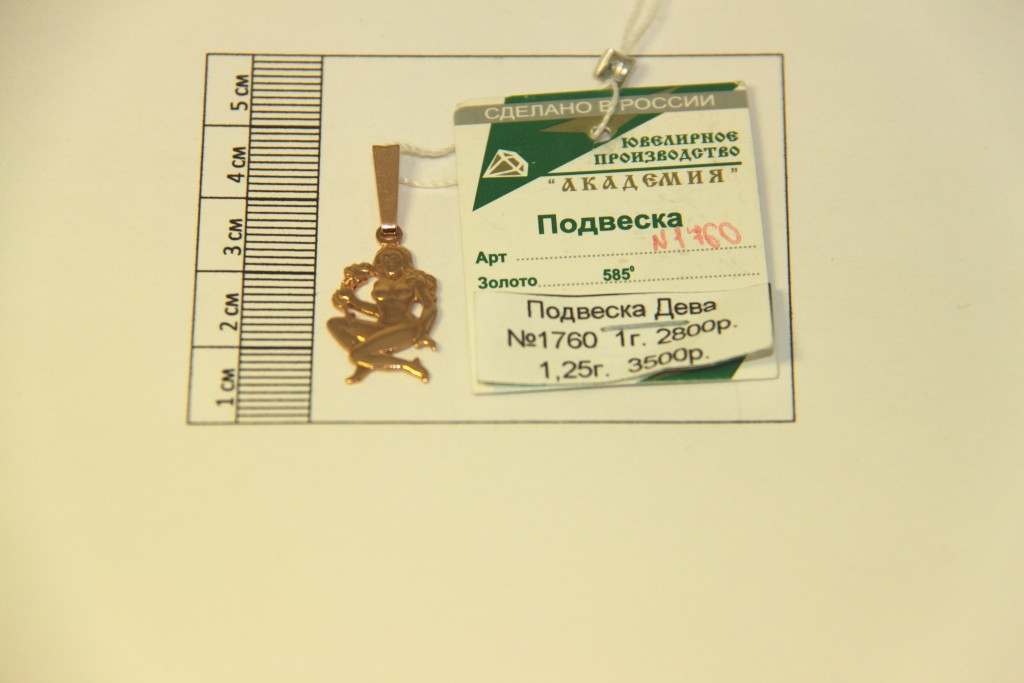 5 см
4 см
3 см
2 см
1 см
СДЕЛАНО В РОССИИ
ЮВЕЛИРНОЕ
ПРОИЗВОДСТВО
"АКАДЕМИЯ"
Подвеска
N1760
Арт
Золото 585°
Подвеска Дева
№1760 1г. 2800р.
1,25г. 3500р.